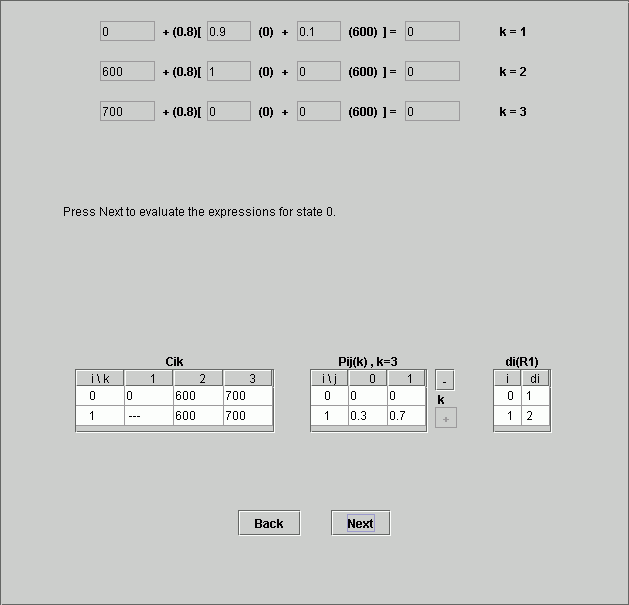 0 + (0.8)[ 0.9 (0) + 0.1 (600) ] = 0 k = 1
600 + (0.8)[ 1 (0) + 0 (600) ] = 0 k = 2
700 + (0.8)[ 0 (0) + 0 (600) ] = 0 k = 3
Press Next to evaluate the expressions for state 0.
Cik Pij(k) , k=3 di(R1)
i \ k 1 2 3 i \ j 0 1 - i di
0 0 600 700 0 0 0 k 0 1
1 --- 600 700 1 0.3 0.7 + 1 2
Back Next